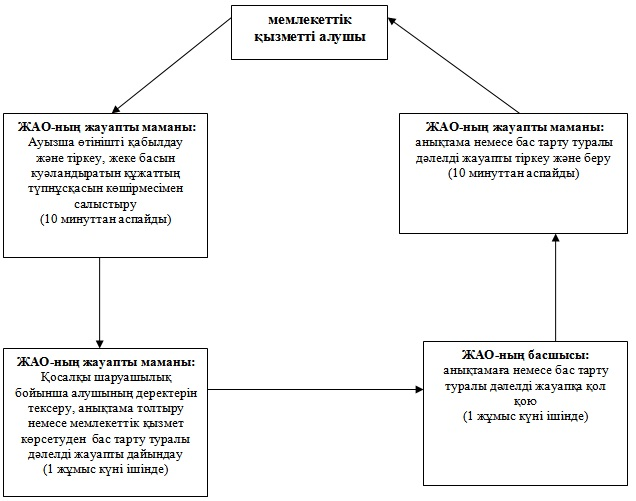 мемлекеттік
қызметті алушы
ЖАО-ның жауапты маманы:
Ауызша өтінішті қабылдау
және тіркеу, жеке басын
куәландыратын құжаттың
түпнұсқасын көшірмесімен
салыстыру
(10 минуттан аспайды)
ЖАО-ның жауапты маманы:
анықтама немесе бас тарту туралы
дәлелді жауапты тіркеу және беру
(10 минуттан аспайды)
ЖАО-ның жауапты маманы:
Қосалқы шаруашылық
бойынша алушының деректерін
тексеру, анықтама толтыру
немесе мемлекеттік қызмет
көрсетуден бас тарту туралы
дәлелді жауапты дайындау
(1 жұмыс күні ішінде)
ЖАО-ның басшысы:
анықтамаға немесе бас тарту
туралы дәлелді жауапқа қол
қою
(1 жұмыс күні ішінде)